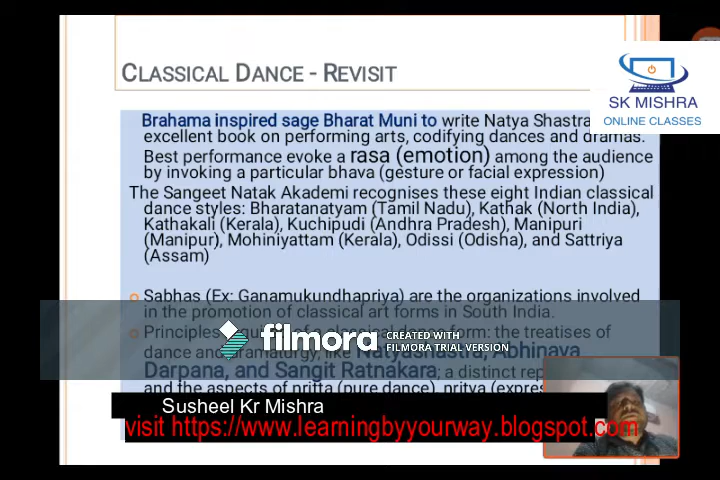 CLASSICAL DANCE - REVISIT
SK MISHRA
ONLINE CLASSES
Brahama inspired sage Bharat Muni to write Natya Shastra
excellent book on performing arts, codifying dances and dramas.
Best performance evoke a rasa (emotion) among the audience
by invoking a particular bhava (gesture or facial expression)
The Sangeet Natak Akademi recognises these eight Indian classical
dance styles: Bharatanatyam (Tamil Nadu), Kathak (North India),
Kathakali (Kerala), Kuchipudi (Andhra Pradesh), Manipuri
(Manipur), Mohiniyattam (Kerala), Odissi (Odisha), and Sattriya
(Assam)
Sabhas (Ex: Ganamukundhapriya) are the organizations involved
in the promotion of classical art forms in South India.
Principles of a classical dance form: the treatises of
dance and dramaturgy, like Natyashastra, Abhinaya
Darpana, and Sangit Ratnakara; a distinct
and the aspects of nritta (pure dance), nritya
filmora
CREATED WITH
FILMORA TRIAL VERSION
Susheel Kr Mishra
visit https://www.learningbyyourway.blogspot.com